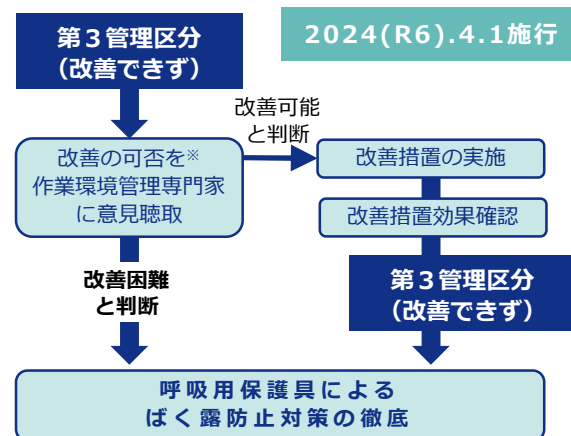 第３管理区分
（改善できず）
2024(R6).4.1施行
改善可能
と判断
改善の可否を※
作業環境管理専門家
に意見聴取
改善措置の実施
改善措置効果確認
改善困難
と判断
第３管理区分
（改善できず）
呼吸用保護具による
ばく露防止対策の徹底